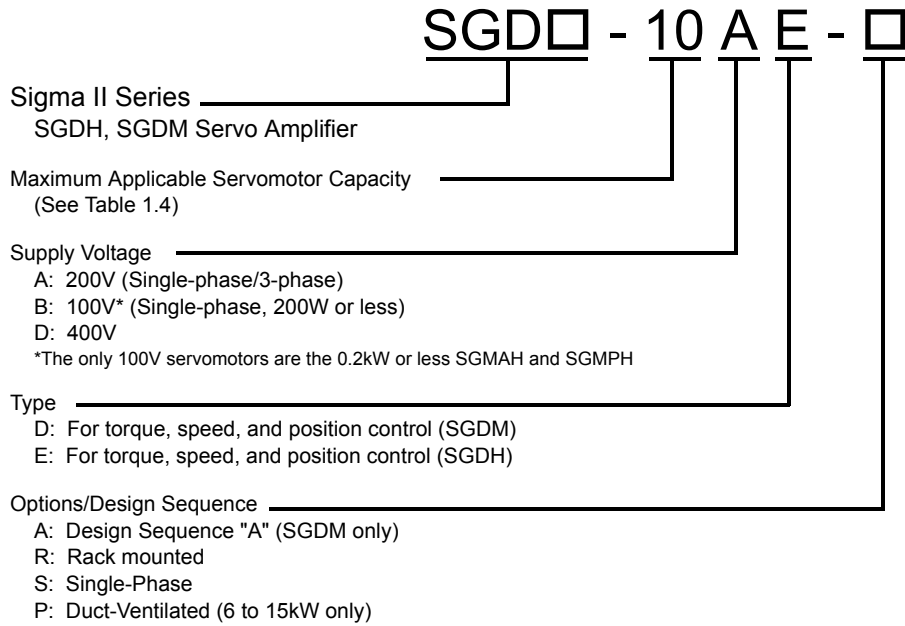 SGD□ - 10 A E - □
Sigma II Series
SGDH, SGDM Servo Amplifier
Maximum Applicable Servomotor Capacity
(See Table 1.4)
Supply Voltage
A: 200V (Single-phase/3-phase)
B: 100V* (Single-phase, 200W or less)
D: 400V
*The only 100V servomotors are the 0.2kW or less SGMAH and SGMPH
Type
D: For torque, speed, and position control (SGDM)
E: For torque, speed, and position control (SGDH)
Options/Design Sequence
A: Design Sequence "A" (SGDM only)
R: Rack mounted
S: Single-Phase
P: Duct-Ventilated (6 to 15kW only)